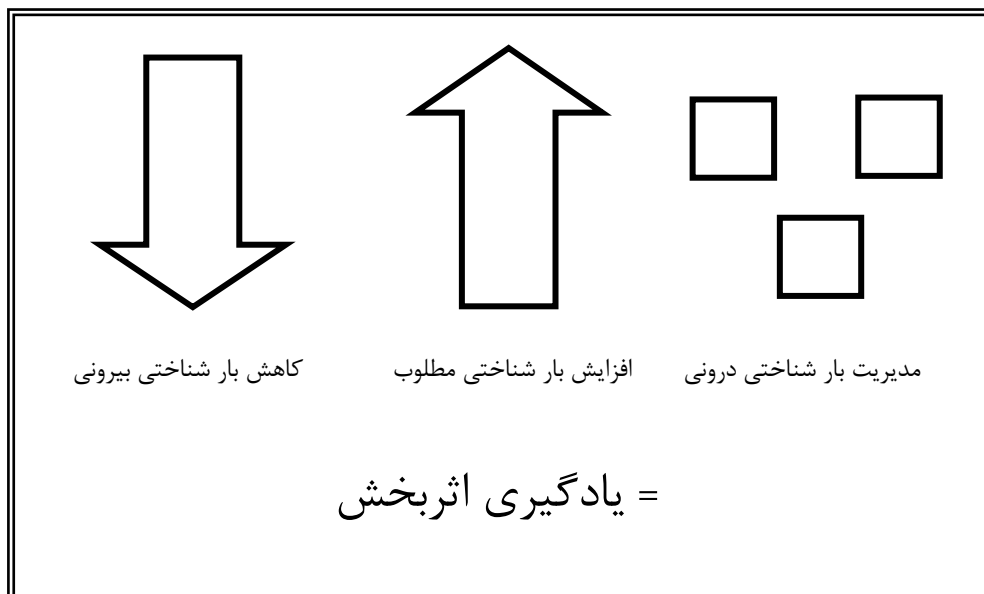 مدیریت بار شناختی درونی
افزایش بار شناختی مطلوب
کاهش بار شناختی بیرونی
= یادگیری اثربخش